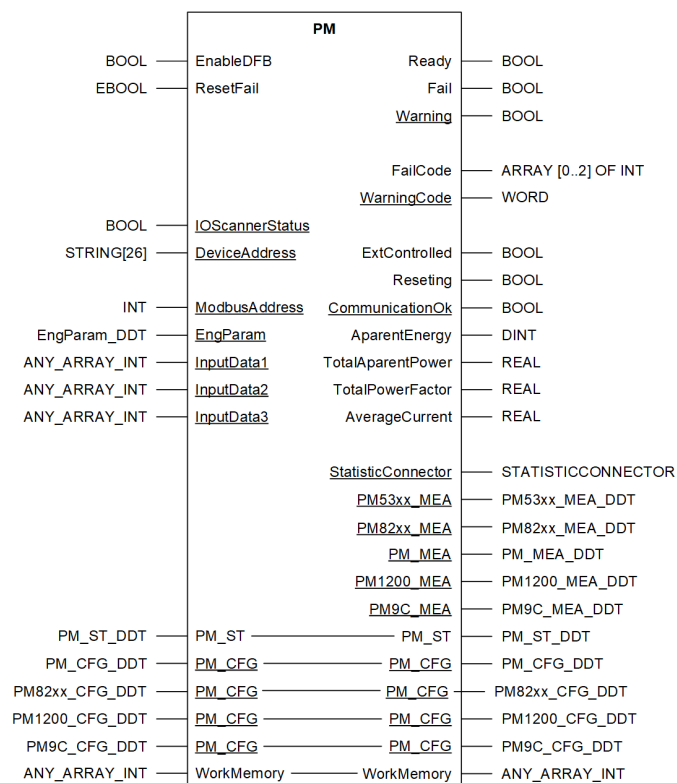 PM
BOOL EnableDFB Ready BOOL
EBOOL ResetFail Fail BOOL
Warning BOOL
FailCode ARRAY [0..2] OF INT
WarningCode WORD
BOOL IOScannerStatus
STRING[26] DeviceAddress ExtControlled BOOL
Reseting BOOL
INT ModbusAddress CommunicationOk BOOL
EngParam_DDT EngParam AparentEnergy DINT
ANY_ARRAY_INT InputData1 TotalAparentPower REAL
ANY_ARRAY_INT InputData2 TotalPowerFactor REAL
ANY_ARRAY_INT InputData3 AverageCurrent REAL
StatisticConnector STATISTICCONNECTOR
PM53xx_MEA PM53xx_MEA_DDT
PM82xx_MEA PM82xx_MEA_DDT
PM_MEA PM_MEA_DDT
PM1200_MEA PM1200_MEA_DDT
PM9C_MEA PM9C_MEA_DDT
PM_ST_DDT PM_ST PM_ST PM_ST_DDT
PM_CFG_DDT PM_CFG PM_CFG PM_CFG_DDT
PM82xx_CFG_DDT PM_CFG PM_CFG PM82xx_CFG_DDT
PM1200_CFG_DDT PM_CFG PM_CFG PM1200_CFG_DDT
PM9C_CFG_DDT PM_CFG PM_CFG PM9C_CFG_DDT
ANY_ARRAY_INT WorkMemory WorkMemory ANY_ARRAY_INT